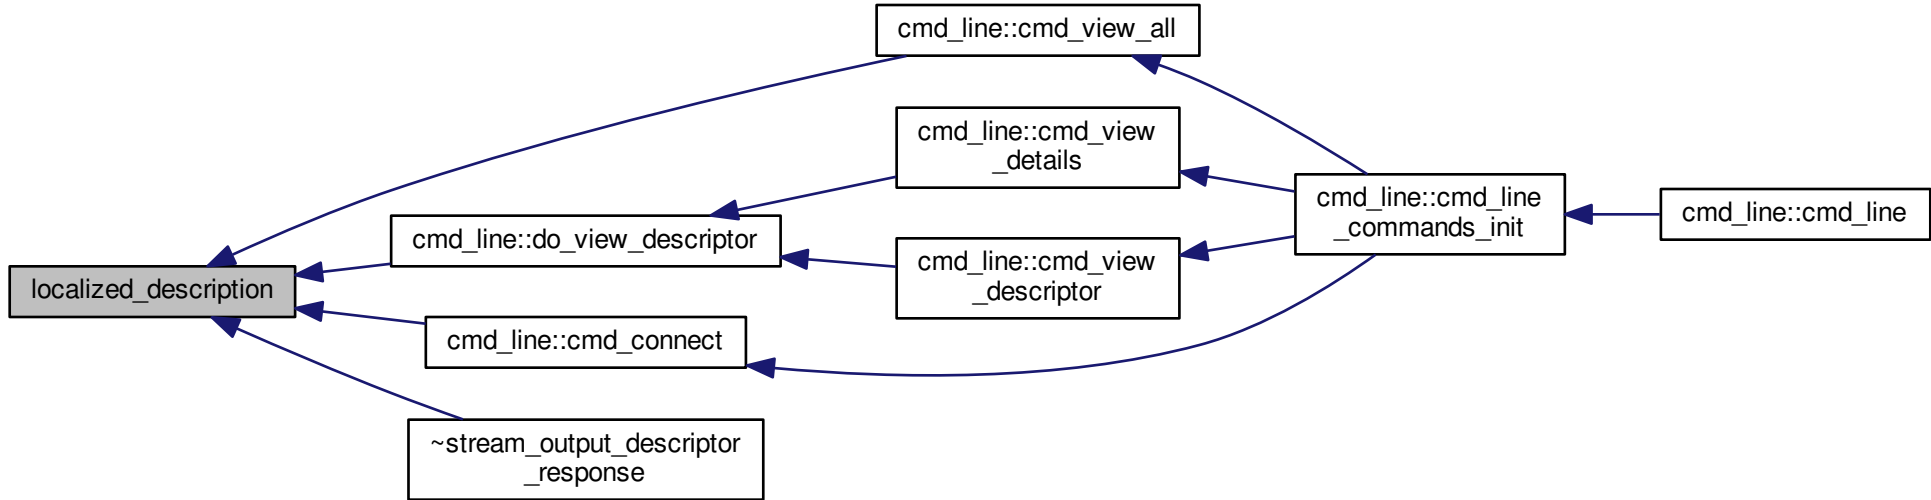 cmd_line::cmd_view_all
cmd_line::cmd_view
_details
cmd_line::cmd_line
_commands_init
cmd_line::cmd_line
cmd_line::do_view_descriptor
cmd_line::cmd_view
_descriptor
localized_description
cmd_line::cmd_connect
~stream_output_descriptor
_response